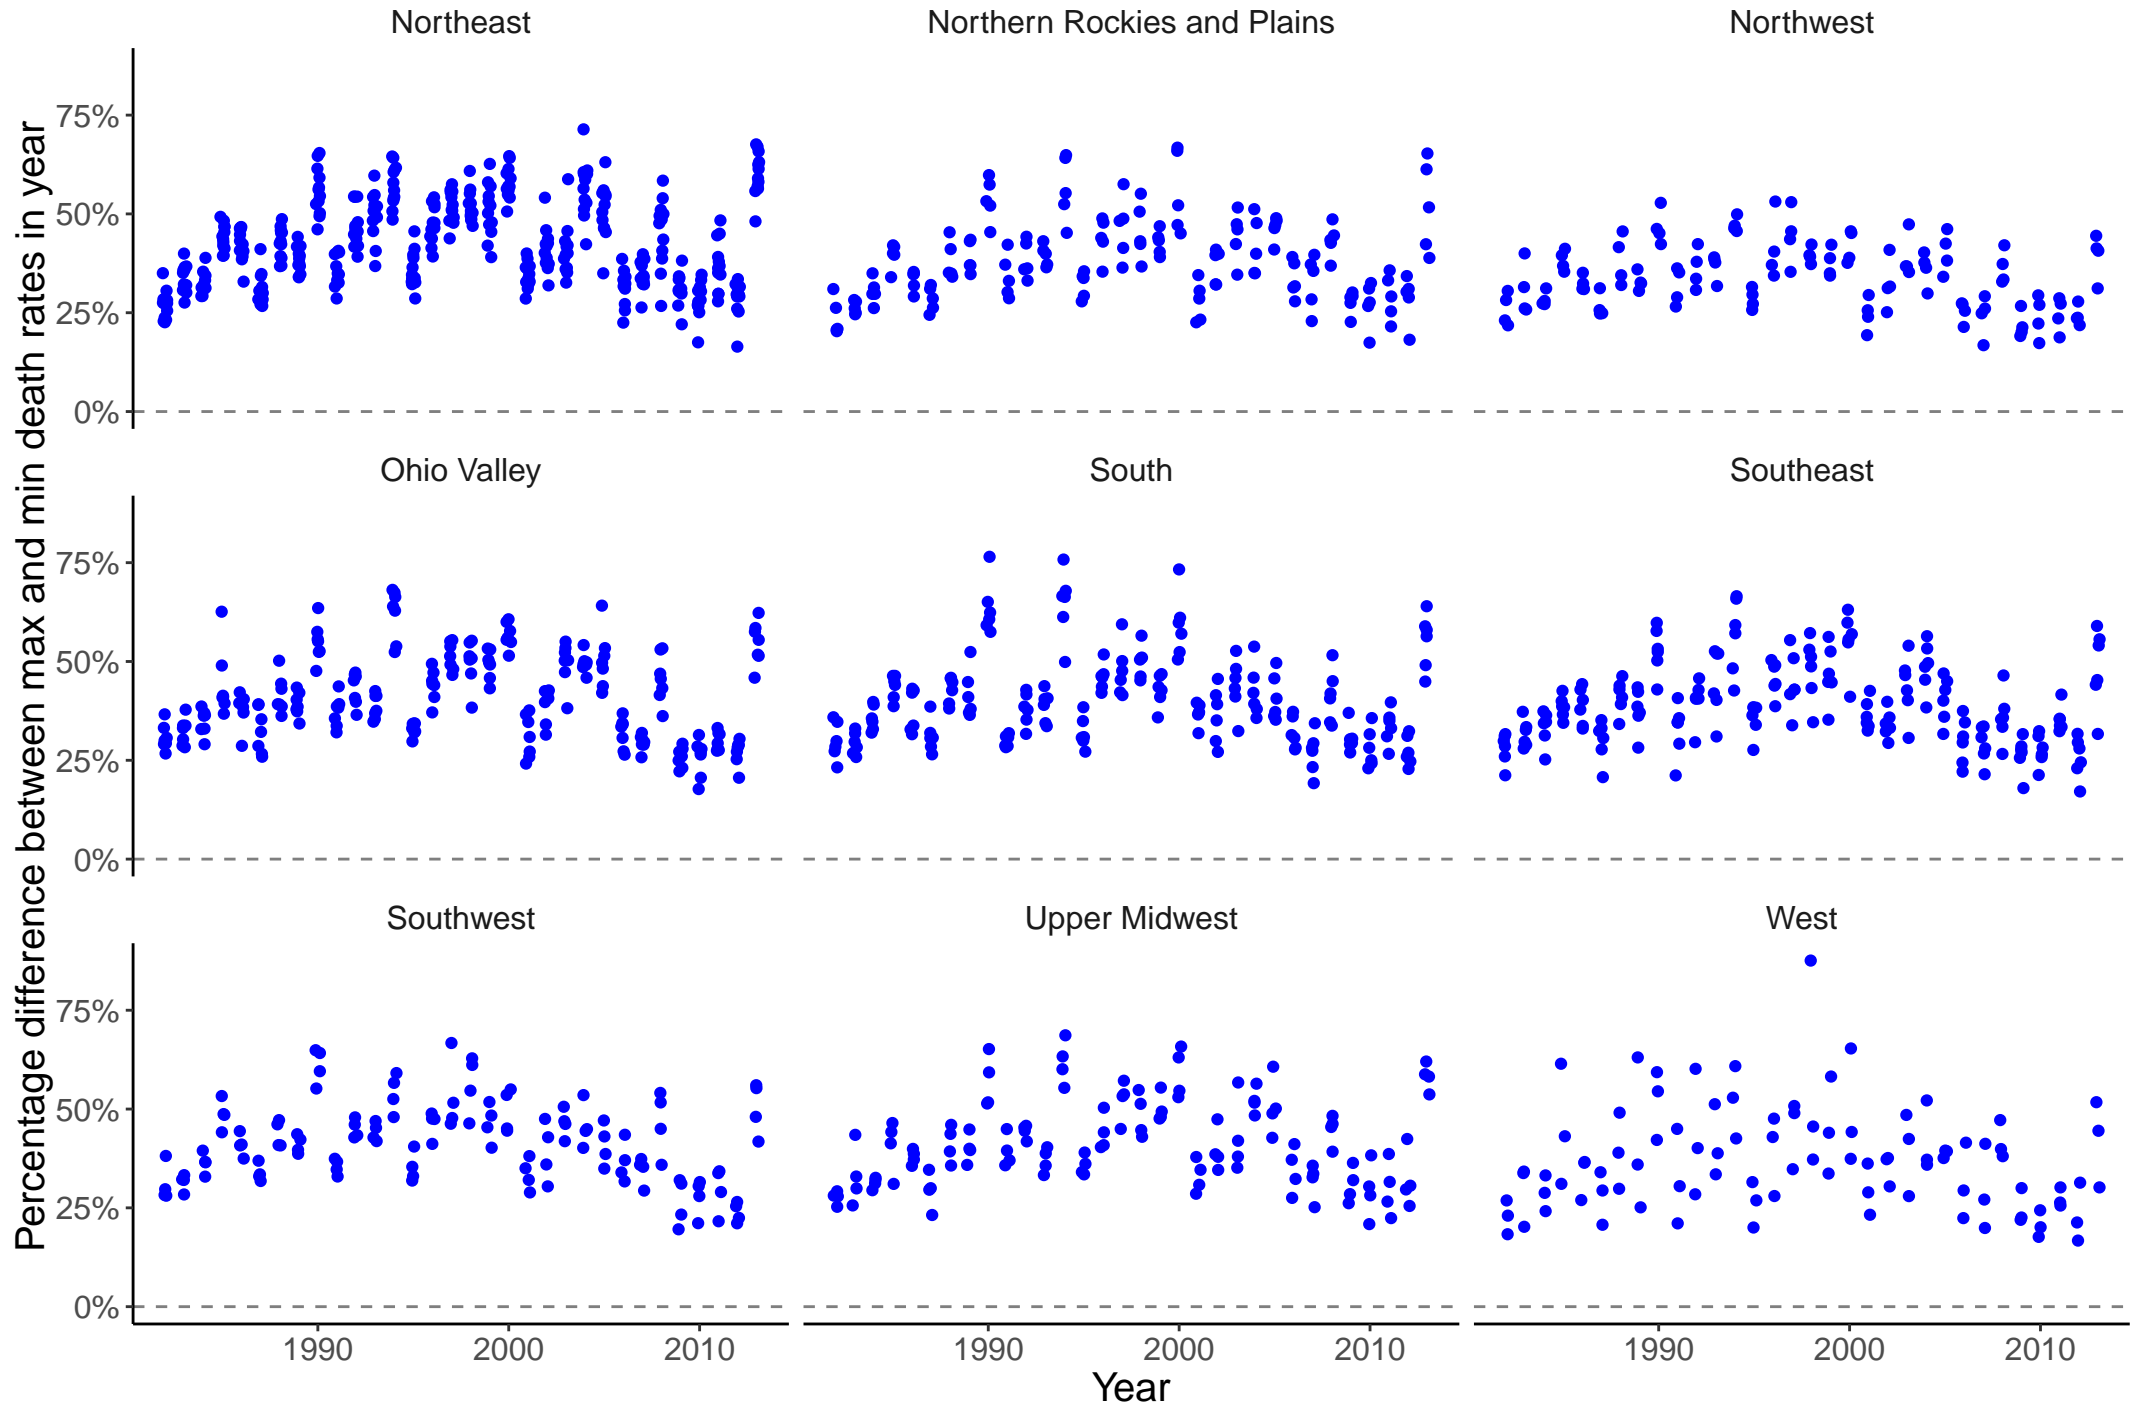 Northeast
Northern Rockies and Plains
Northwest
75%
50%
25%
0%
Ohio Valley
South
Southeast
75%
50%
25%
0%
Southwest
Upper Midwest
West
75%
50%
25%
0%
1990
2000
2010
1990
2000
2010
1990
2000
2010
Year
Percentage difference between max and min death rates in year